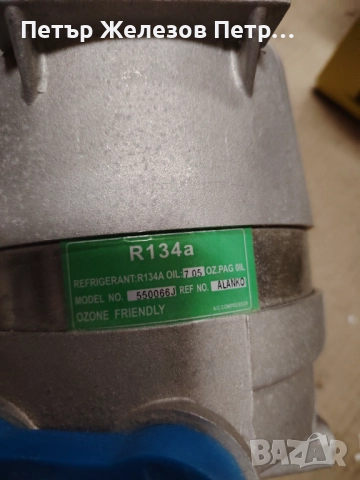 Петър Железов Петр...
R134a
REFRIGERANT:R134A OIL:7.05 OZ.PAG OIL
MODEL NO. 550066J REF NO. ALANKO
OZONE FRIENDLY A/C COMPRESSOR
BAZAR